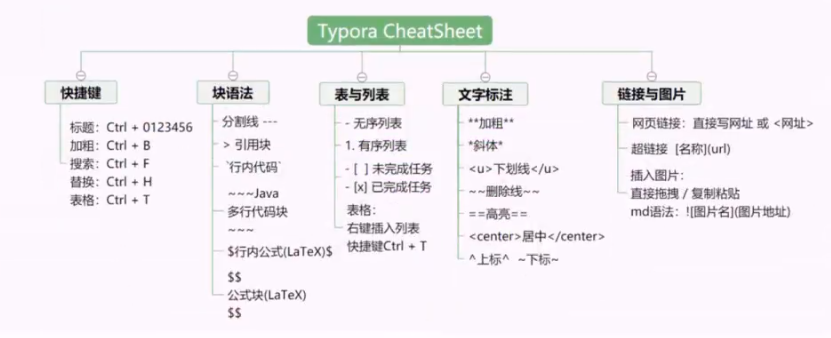 Typora CheatSheet
快捷键
标题：Ctrl + 0123456
加粗：Ctrl + B
搜索：Ctrl + F
替换：Ctrl + H
表格：Ctrl + T
块语法
分割线 ---
> 引用块
`行内代码`
~~~Java
多行代码块
~~~
$行内公式(LaTeX)$
$$
公式块(LaTeX)
$$
表与列表
- 无序列表
1. 有序列表
- [ ] 未完成任务
- [x] 已完成任务
表格：
右键插入列表
快捷键Ctrl + T
文字标注
**加粗**
*斜体*
<u>下划线</u>
~~删除线~~
==高亮==
<center>居中</center>
^上标^ ~下标~
链接与图片
网页链接：直接写网址 或 <网址>
超链接 [名称](url)
插入图片：
直接拖拽 / 复制粘贴
md语法：![图片名](图片地址)